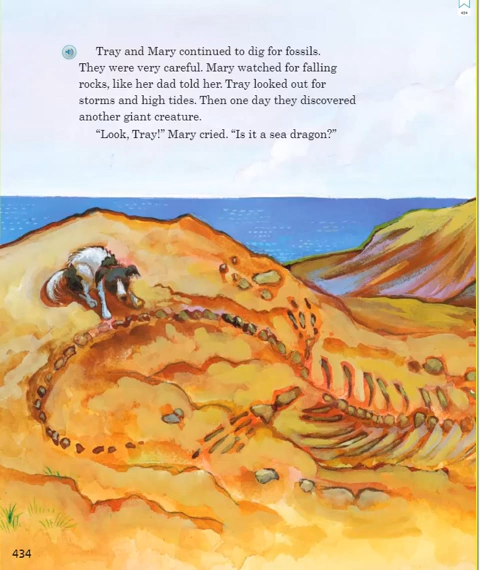 434
Tray and Mary continued to dig for fossils.
They were very careful. Mary watched for falling
rocks, like her dad told her. Tray looked out for
storms and high tides. Then one day they discovered
another giant creature.
“Look, Tray!” Mary cried. “Is it a sea dragon?”
434